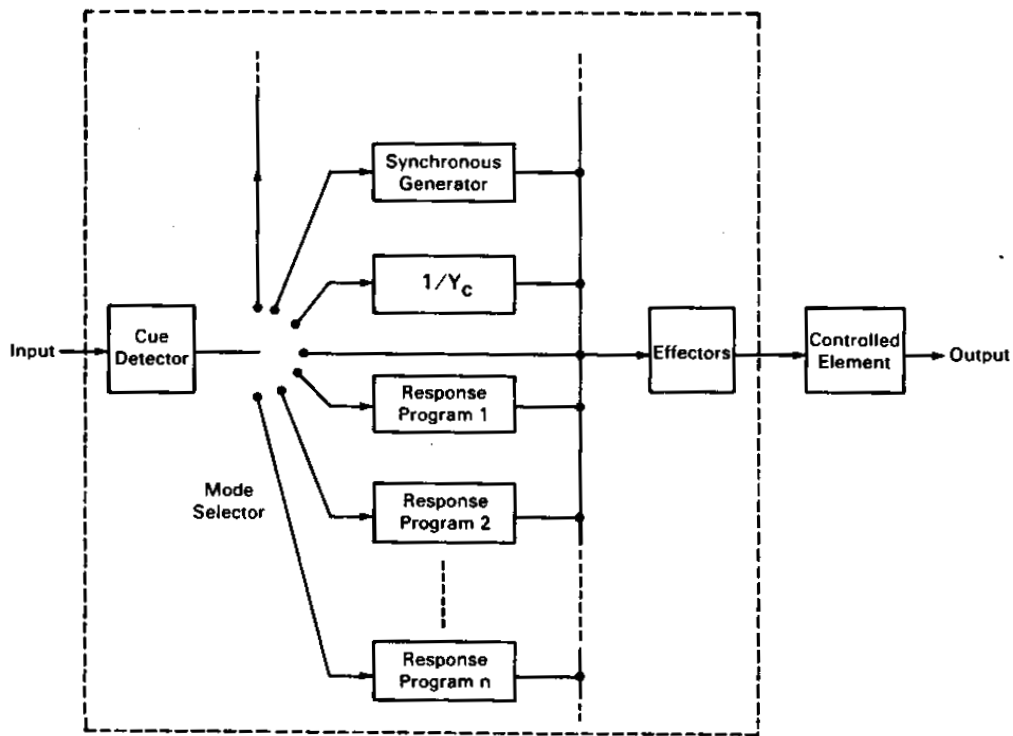 Synchronous
Generator
1/Yc
Input
Cue
Detector
Effectors
Controlled
Element
Output
Response
Program 1
Mode
Selector
Response
Program 2
Response
Program n